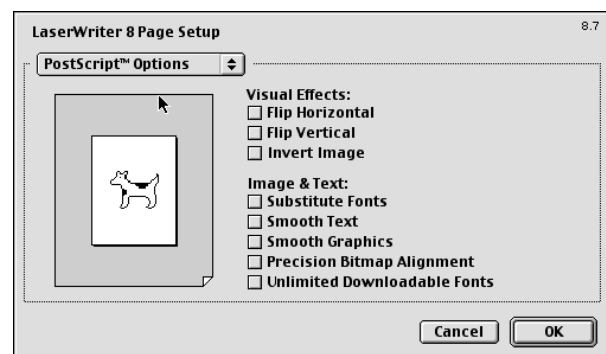 LaserWriter 8 Page Setup
8.7
PostScript™ Options
Visual Effects:
Flip Horizontal
Flip Vertical
Invert Image
Image & Text:
Substitute Fonts
Smooth Text
Smooth Graphics
Precision Bitmap Alignment
Unlimited Downloadable Fonts
Cancel
OK